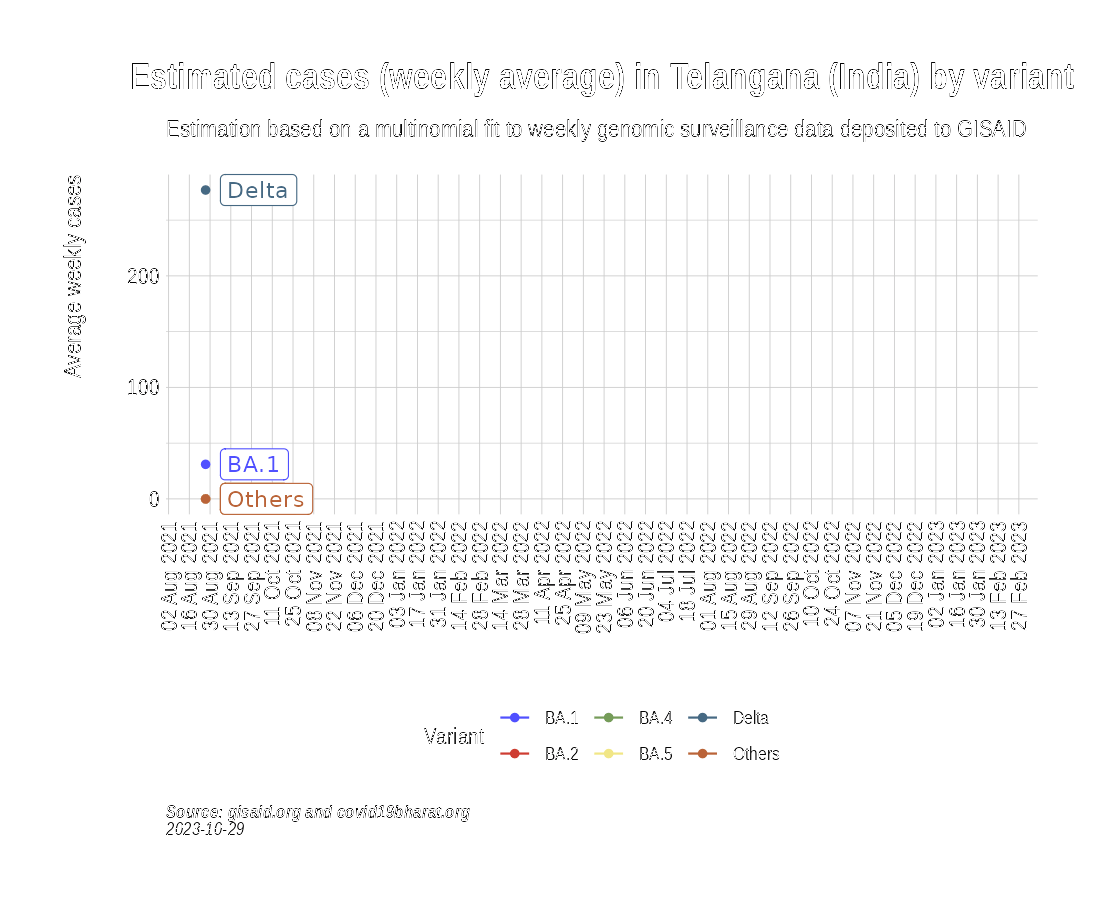 Estimated cases (weekly average) in Telangana (India) by variant
Estimation based on a multinomial fit to weekly genomic surveillance data deposited to GISAID
Average weekly cases
Delta
200
100
BA.1
0
Others
02 Aug 2021
16 Aug 2021
30 Aug 2021
13 Sep 2021
27 Sep 2021
11 Oct 2021
25 Oct 2021
08 Nov 2021
22 Nov 2021
06 Dec 2021
20 Dec 2021
03 Jan 2022
17 Jan 2022
31 Jan 2022
14 Feb 2022
28 Feb 2022
14 Mar 2022
28 Mar 2022
11 Apr 2022
25 Apr 2022
09 May 2022
23 May 2022
06 Jun 2022
20 Jun 2022
04 Jul 2022
18 Jul 2022
01 Aug 2022
15 Aug 2022
29 Aug 2022
12 Sep 2022
26 Sep 2022
10 Oct 2022
24 Oct 2022
07 Nov 2022
21 Nov 2022
05 Dec 2022
19 Dec 2022
02 Jan 2023
16 Jan 2023
30 Jan 2023
13 Feb 2023
27 Feb 2023
Variant
BA.1 BA.4 Delta
BA.2 BA.5 Others
Source: gisaid.org and covid19bharat.org
2023-10-29